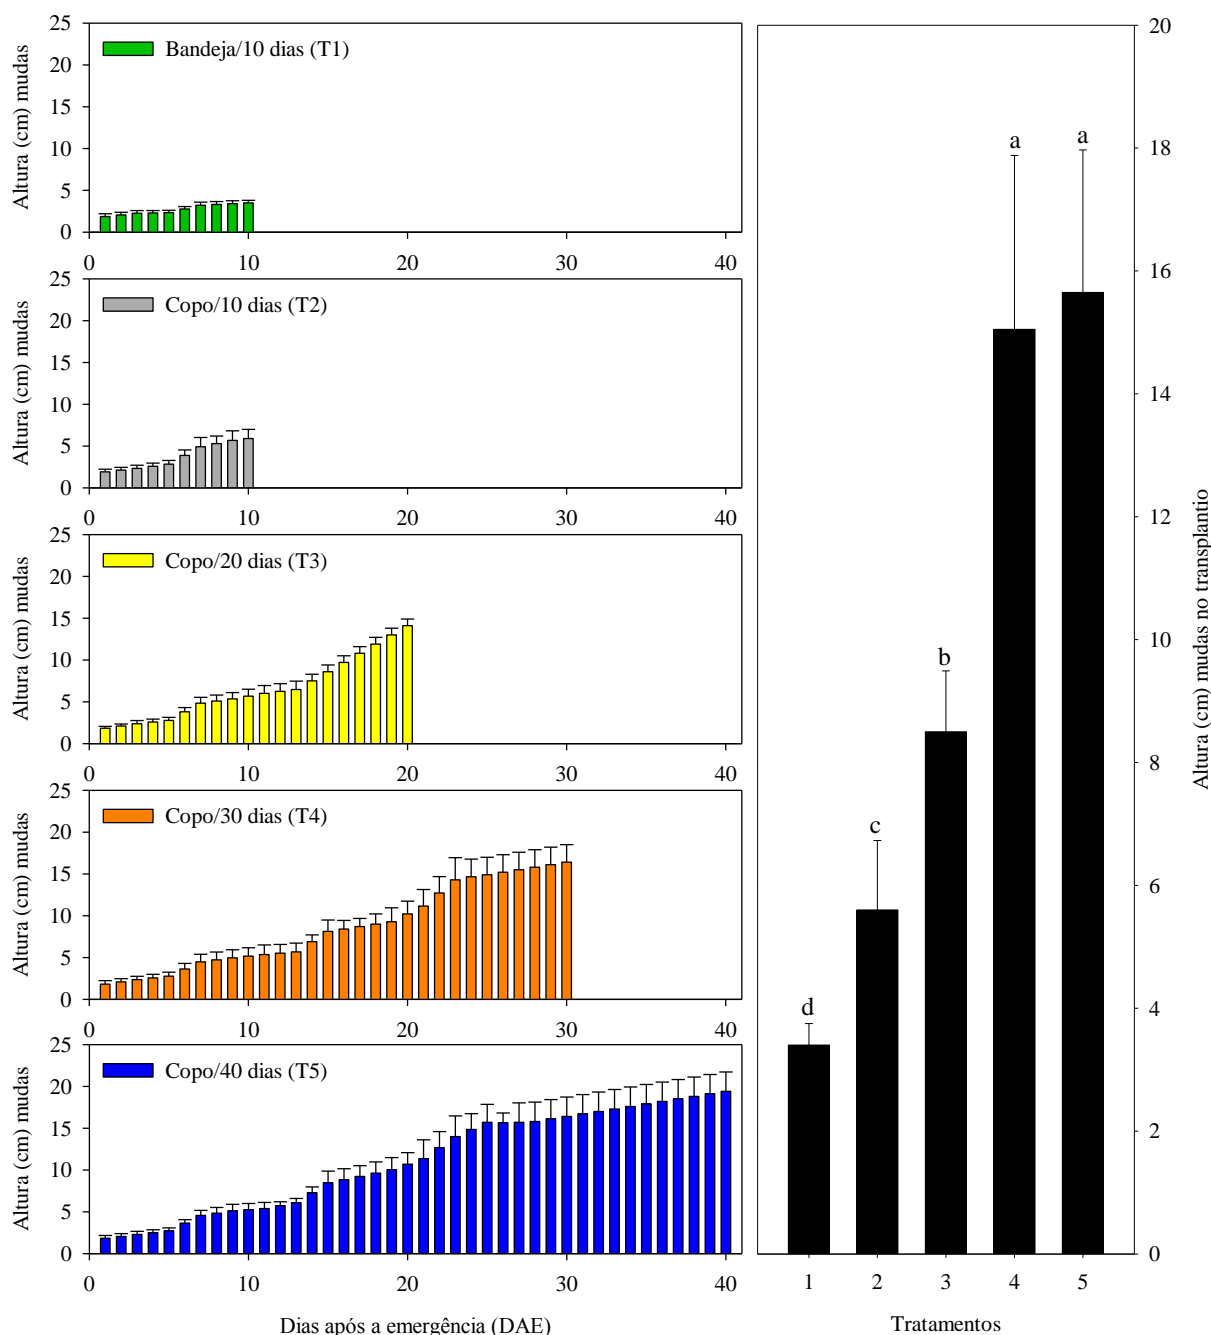 Altura (cm) mudas
25
20
15
10
5
0
Bandeja/10 dias (T1)
0 10 20 30 40
Altura (cm) mudas
25
20
15
10
5
0
Copo/10 dias (T2)
0 10 20 30 40
Altura (cm) mudas
25
20
15
10
5
0
Copo/20 dias (T3)
0 10 20 30 40
Altura (cm) mudas
25
20
15
10
5
0
Copo/30 dias (T4)
0 10 20 30 40
Altura (cm) mudas
25
20
15
10
5
0
Copo/40 dias (T5)
0 10 20 30 40
Dias após a emergência (DAE)
d
c
b
a
a
20
18
16
14
12
10
8
6
4
2
0
Altura (cm) mudas no transplantio
1 2 3 4 5
Tratamentos